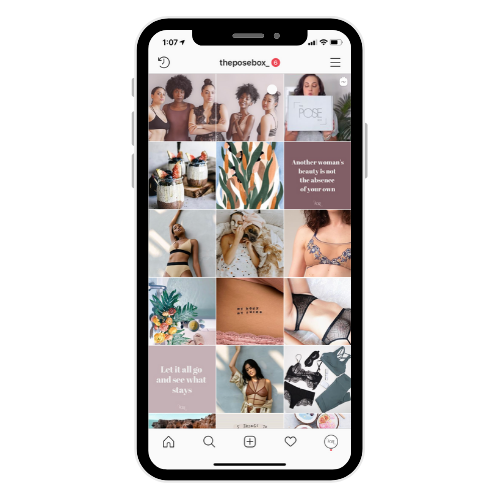 1:07
theposebox_ 6
THE
POSE
Another woman's
beauty is not
the absence
of your own
Let it all go
and see what
stays